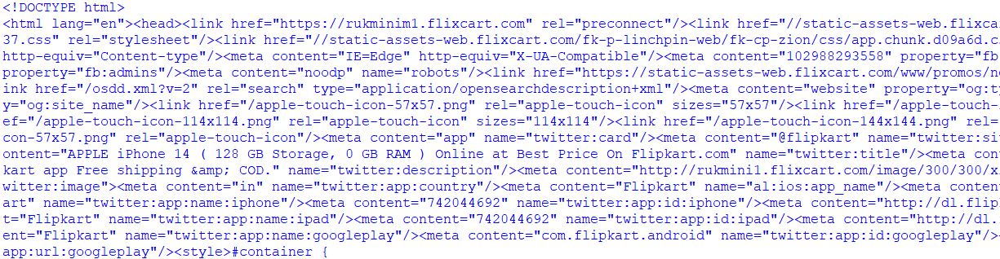 <!DOCTYPE html>
<html lang="en"><head><link href="https://rukminim1.flixcart.com" rel="preconnect"/><link href="//static-assets-web.flixca
37.css" rel="stylesheet"/><link href="//static-assets-web.flixcart.com/fk-p-linchpin-web/fk-cp-zion/css/app.chunk.d09a6d.c
http-equiv="Content-type"/><meta content="IE=Edge" http-equiv="X-UA-Compatible"/><meta content="102988293558" property="fb
property="fb:admins"/><meta content="noodp" name="robots"/><link href="https://static-assets-web.flixcart.com/www/promos/ne
ink href="/osdd.xml?v=2" rel="search" type="application/opensearchdescription+xml"/><meta content="website" property="og:ty
y="og:site_name"/><link href="/apple-touch-icon-57x57.png" rel="apple-touch-icon" sizes="57x57"/><link href="/apple-touch-
ef="/apple-touch-icon-114x114.png" rel="apple-touch-icon" sizes="114x114"/><link href="/apple-touch-icon-144x144.png" rel=
con-57x57.png" rel="apple-touch-icon"/><meta content="app" name="twitter:card"/><meta content="@flipkart" name="twitter:sit
ontent="APPLE iPhone 14 ( 128 GB Storage, 0 GB RAM ) Online at Best Price On Flipkart.com" name="twitter:title"/><meta cont
kart app Free shipping &amp; COD." name="twitter:description"/><meta content="http://rukmini1.flixcart.com/image/300/300/x
witter:image"><meta content="in" name="twitter:app:country"/><meta content="Flipkart" name="al:ios:app_name"/><meta content
art" name="twitter:app:name:iphone"/><meta content="742044692" name="twitter:app:id:iphone"/><meta content="http://dl.flip
t="Flipkart" name="twitter:app:name:ipad"/><meta content="742044692" name="twitter:app:id:ipad"/><meta content="http://dl.
ent="Flipkart" name="twitter:app:name:googleplay"/><meta content="com.flipkart.android" name="twitter:app:id:googleplay"/><
app:url:googleplay"/><style>#container {